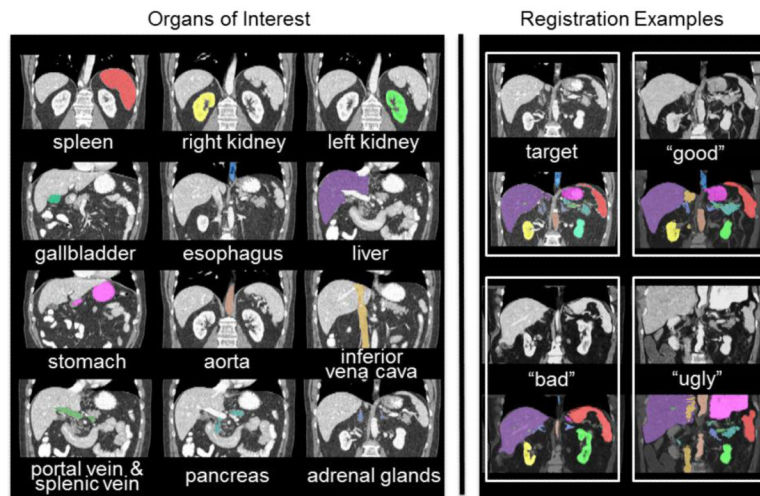 Organs of Interest
Registration Examples
spleen
right kidney
left kidney
target
“good”
gallbladder
esophagus
liver
stomach
aorta
inferior
vena cava
“bad”
“ugly”
portal vein &
splenic vein
pancreas
adrenal glands